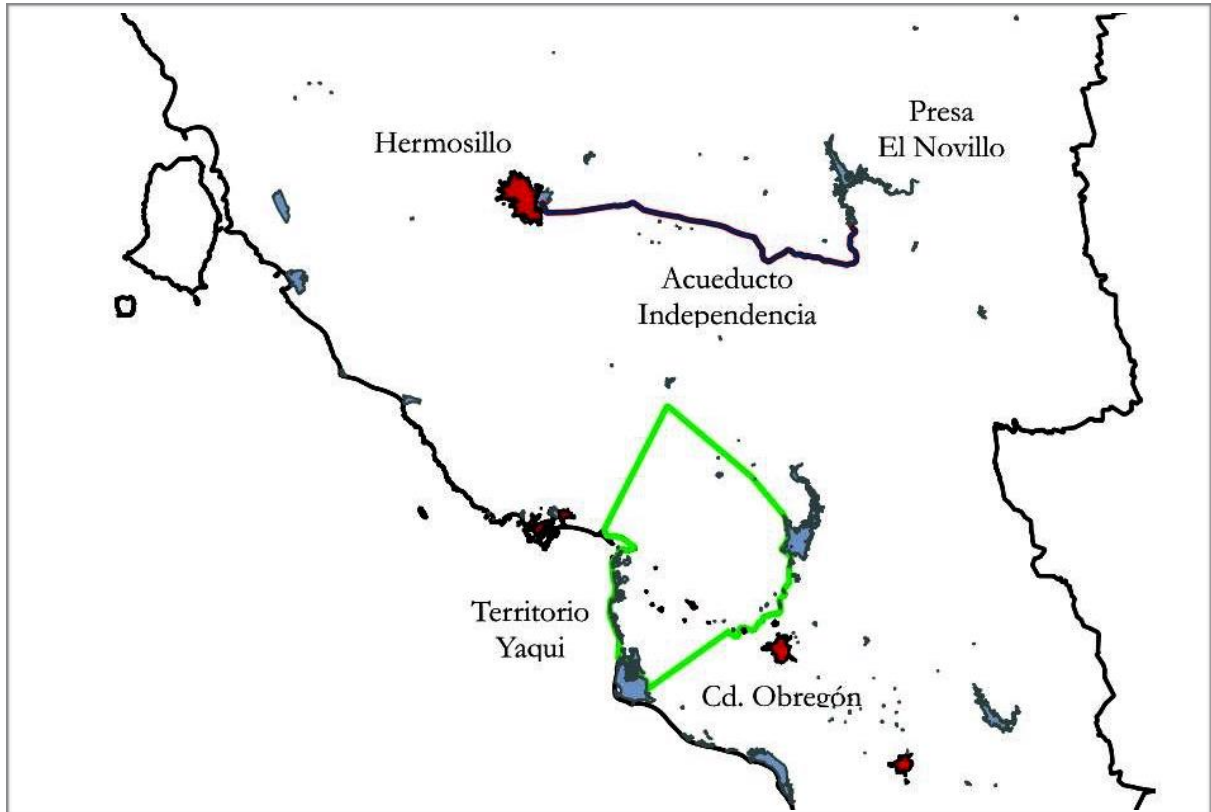 Presa
El Novillo
Hermosillo
Acueducto
Independencia
Territorio
Yaqui
Cd. Obregón